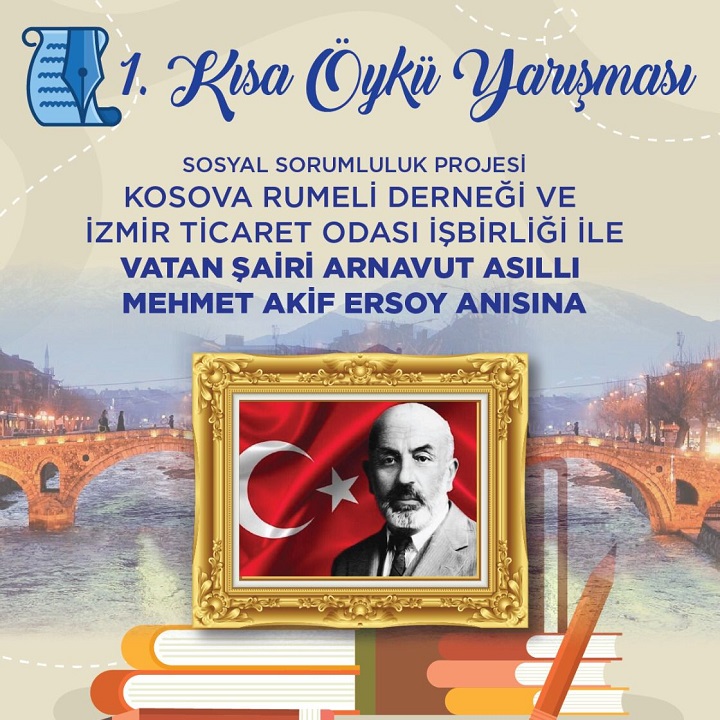 1. Kısa Öykü Yarışması
SOSYAL SORUMLULUK PROJESİ
KOSOVA RUMELİ DERNEĞİ VE
İZMİR TİCARET ODASI İŞBİRLİĞİ İLE
VATAN ŞAİRİ ARNAVUT ASILLI
MEHMET AKİF ERSOY ANISINA